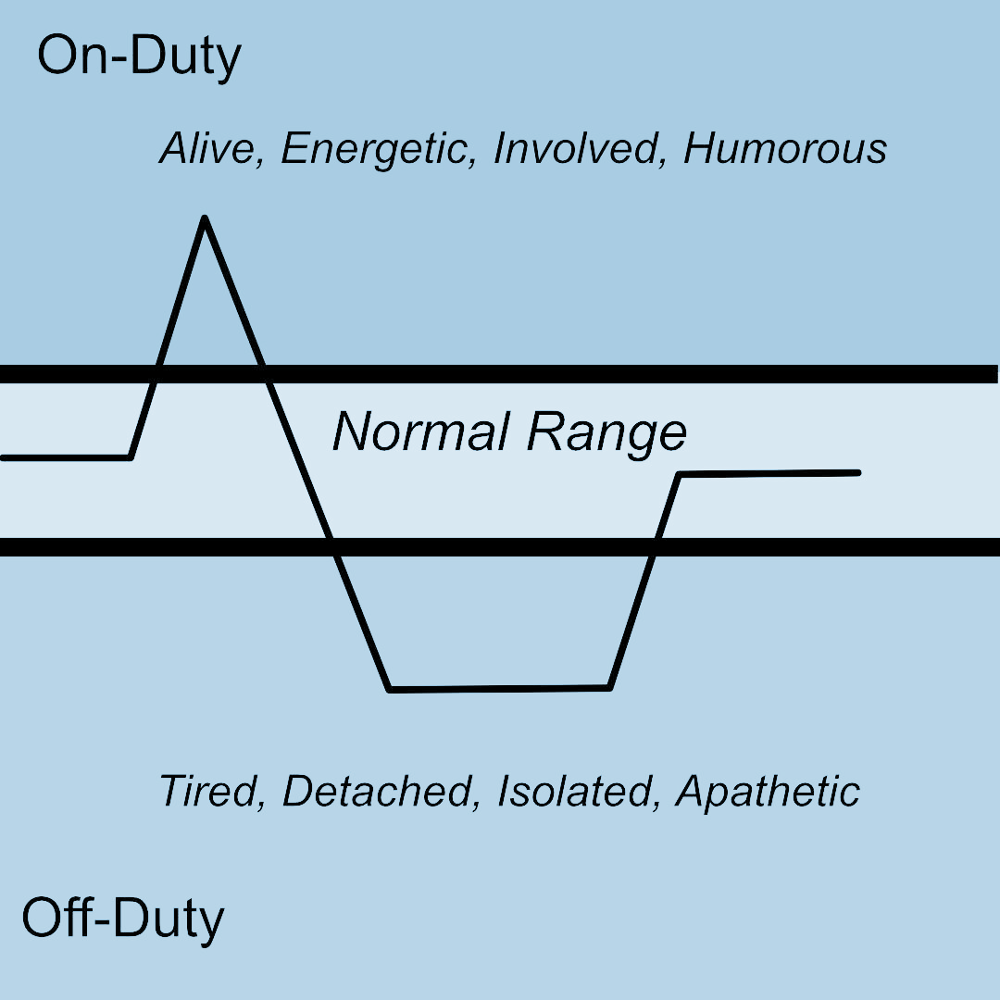 On-Duty
Alive, Energetic, Involved, Humorous
Normal Range
Tired, Detached, Isolated, Apathetic
Off-Duty